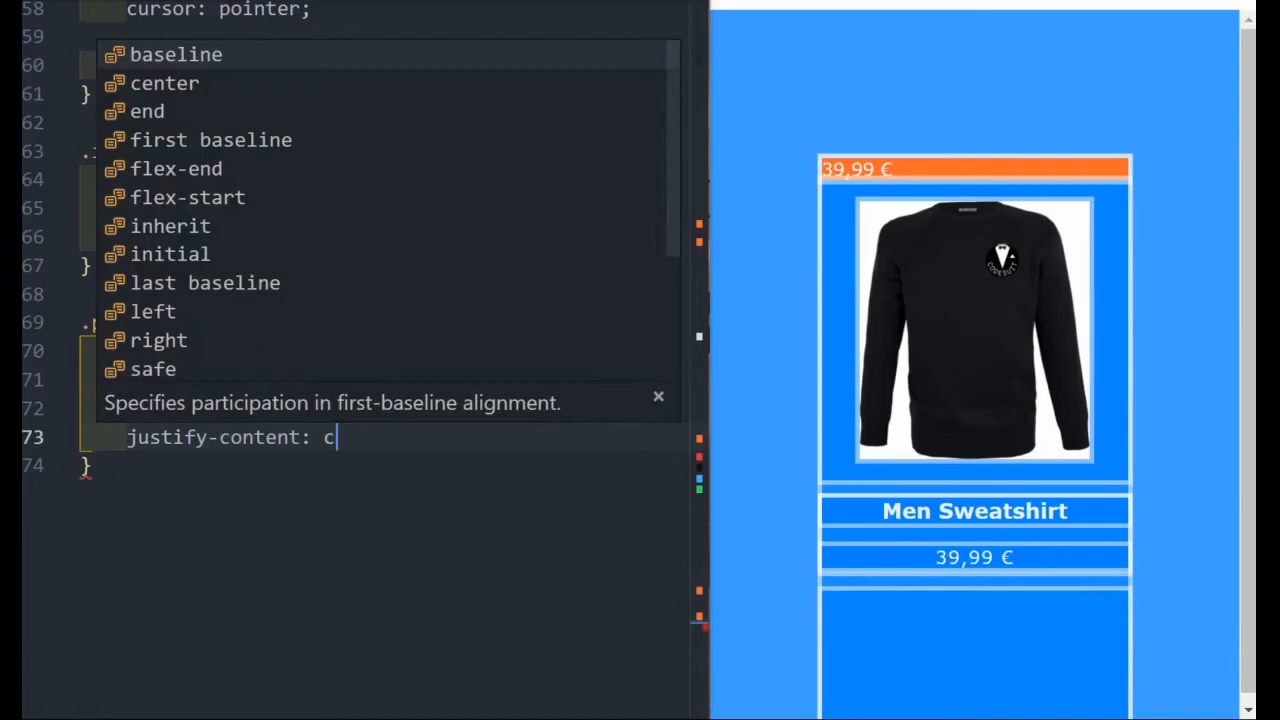 58 cursor: pointer;
59
60
61 }
62
63
64
65
66
67 }
68
69
70
71
72
73 justify-content: c
74 }
baseline
center
end
first baseline
flex-end
flex-start
inherit
initial
last baseline
left
right
safe
Specifies participation in first-baseline alignment.
39,99 €
CODESUIT
Men Sweatshirt
39,99 €